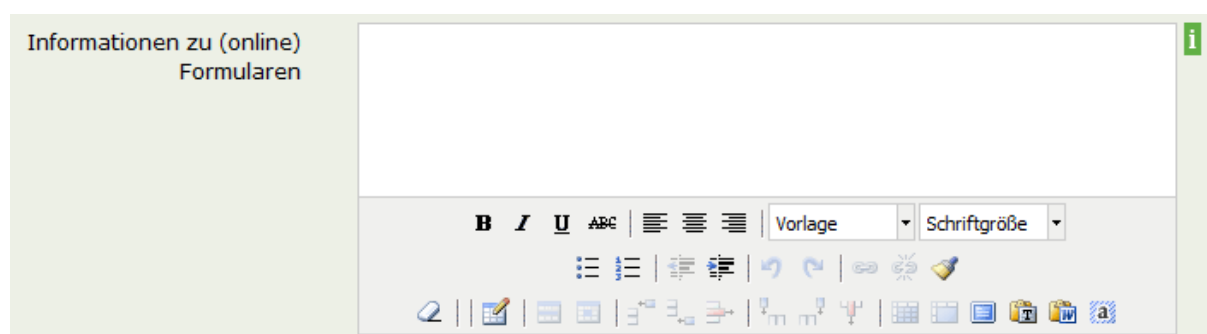 Informationen zu (online)
Formularen
i
B I U ABC Vorlage Schriftgröße
T W a